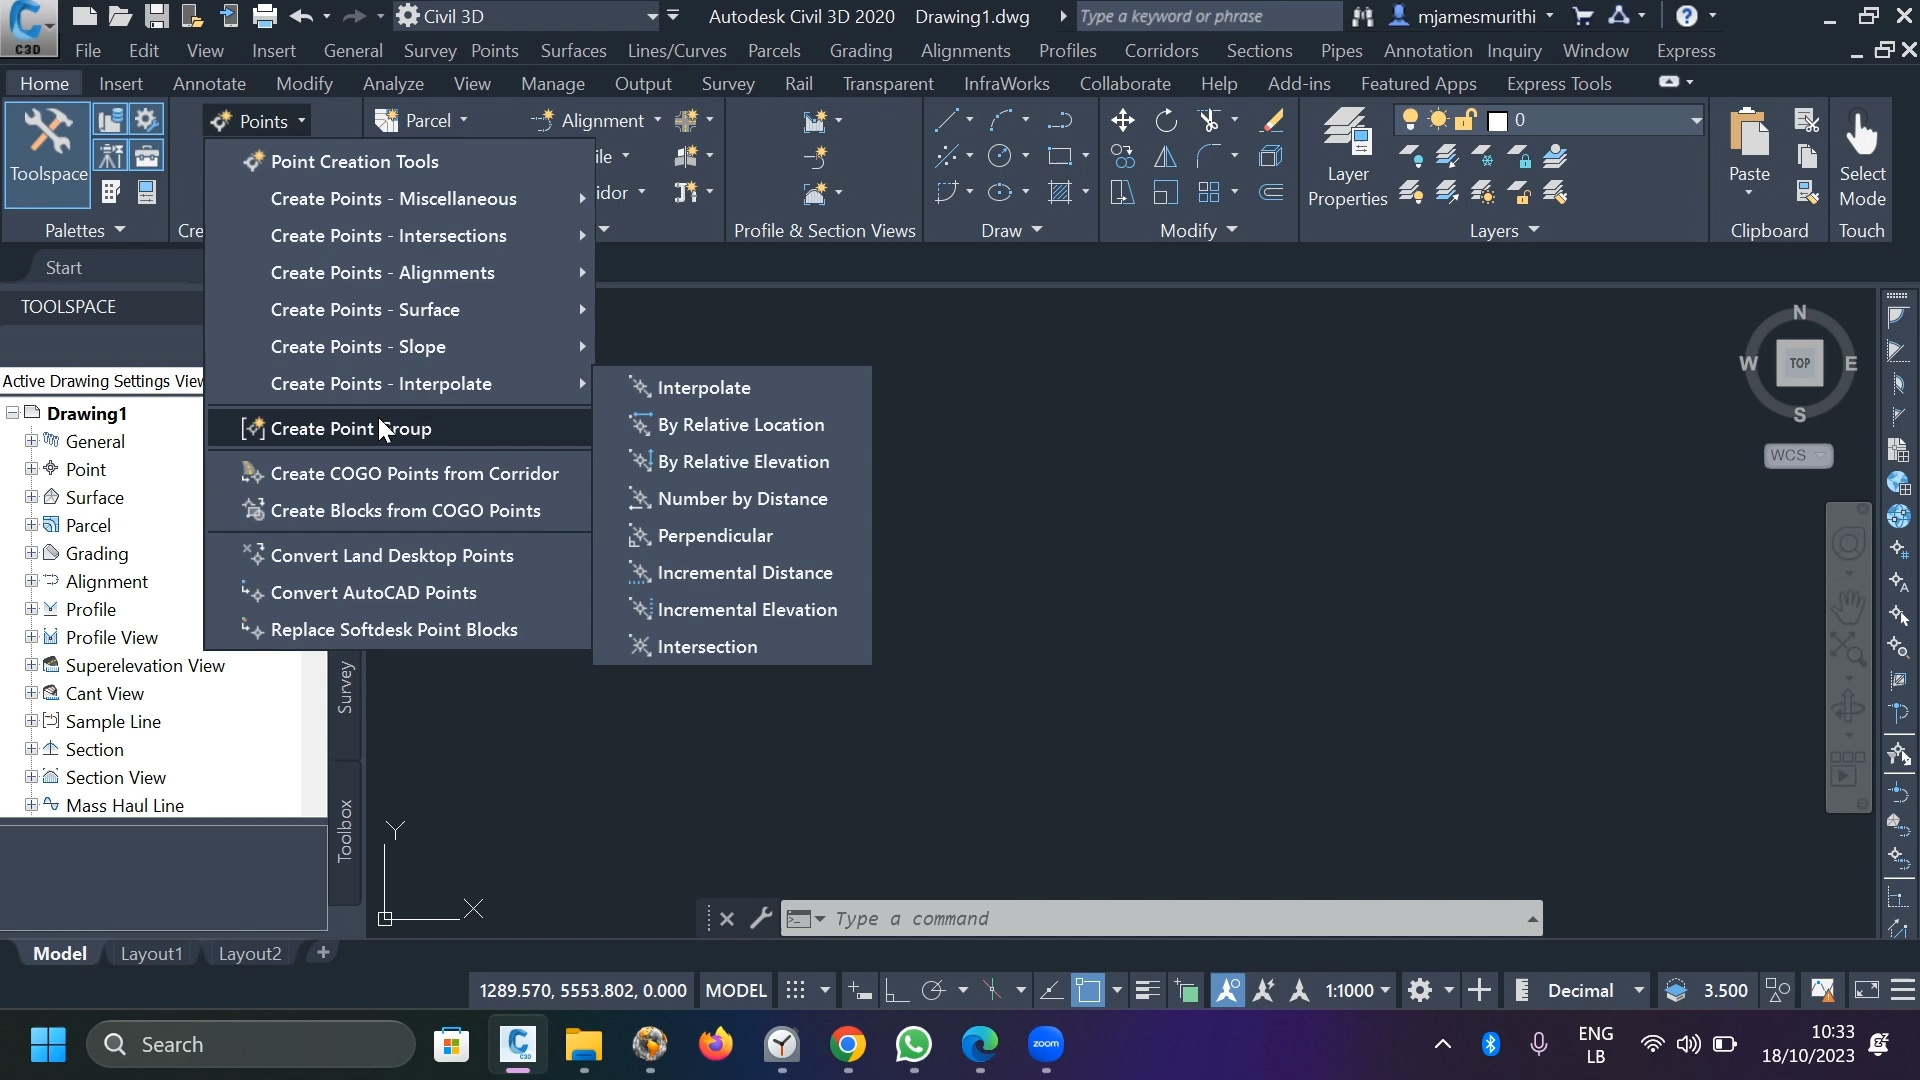 C3D
Civil 3D
Autodesk Civil 3D 2020 Drawing1.dwg
Type a keyword or phrase
mjamesmurithi
File Edit View Insert General Survey Points Surfaces Lines/Curves Parcels Grading Alignments Profiles Corridors Sections Pipes Annotation Inquiry Window Express
Home Insert Annotate Modify Analyze View Manage Output Survey Rail Transparent InfraWorks Collaborate Help Add-ins Featured Apps Express Tools
Toolspace
Points
Parcel
Alignment
Layer
Properties
0
Paste
Select
Mode
Palettes
Cre
Profile & Section Views
Draw
Modify
Layers
Clipboard
Touch
Point Creation Tools
Create Points - Miscellaneous
Create Points - Intersections
Create Points - Alignments
Create Points - Surface
Create Points - Slope
Create Points - Interpolate
Create Point Group
Create COGO Points from Corridor
Create Blocks from COGO Points
Convert Land Desktop Points
Convert AutoCAD Points
Replace Softdesk Point Blocks
ile
idor
Interpolate
By Relative Location
By Relative Elevation
Number by Distance
Perpendicular
Incremental Distance
Incremental Elevation
Intersection
Start
TOOLSPACE
Active Drawing Settings View
Drawing1
General
Point
Surface
Parcel
Grading
Alignment
Profile
Profile View
Superelevation View
Cant View
Sample Line
Section
Section View
Mass Haul Line
Survey
Toolbox
N
W TOP E
S
WCS
Y
X
Type a command
Model Layout1 Layout2 +
1289.570, 5553.802, 0.000 MODEL
1:1000
Decimal
3.500
Search
C3D
zoom
ENG
LB
10:33
18/10/2023